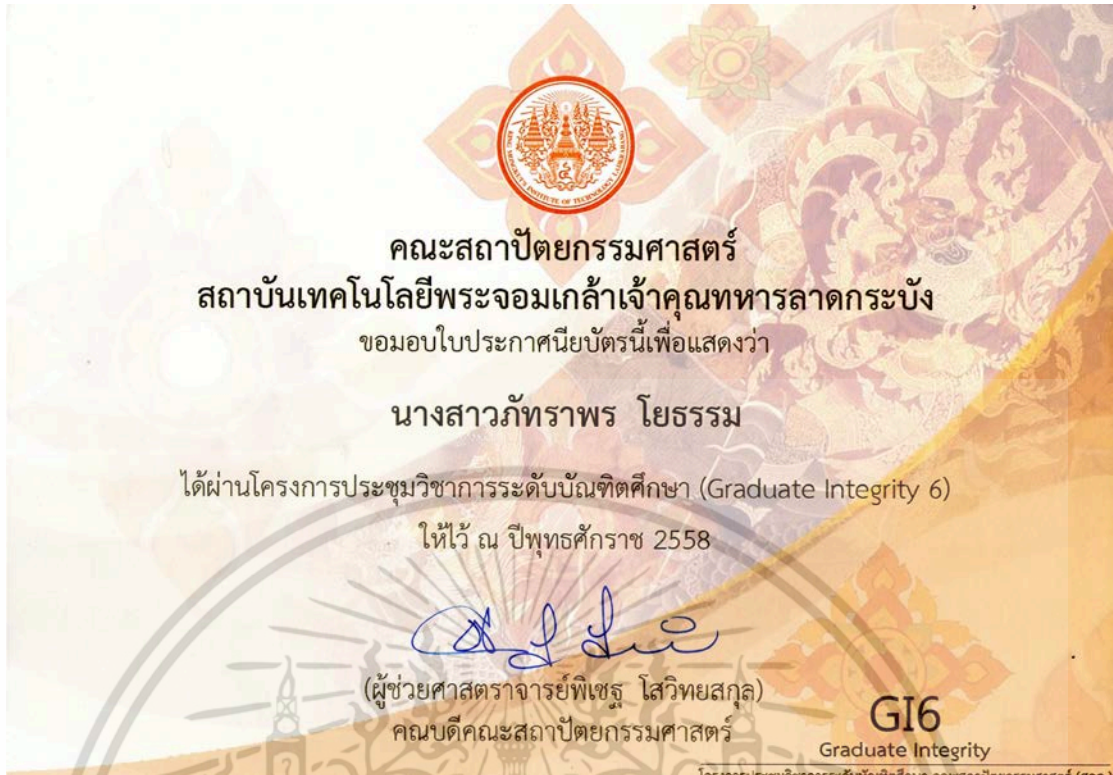 KING MONGKUT'S INSTITUTE OF TECHNOLOGY LADKRABANG
คณะสถาปัตยกรรมศาสตร์
สถาบันเทคโนโลยีพระจอมเกล้าเจ้าคุณทหารลาดกระบัง
ขอมอบใบประกาศนียบัตรนี้เพื่อแสดงว่า
นางสาวภัทราพร โยธรรม
ได้ผ่านโครงการประชุมวิชาการระดับบัณฑิตศึกษา (Graduate Integrity 6)
ให้ไว้ ณ ปีพุทธศักราช 2558
(ผู้ช่วยศาสตราจารย์พิเชฐ โสวิทยสกุล)
คณบดีคณะสถาปัตยกรรมศาสตร์
GI6
Graduate Integrity